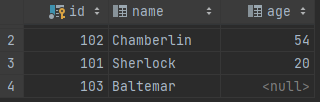 id name age
2 102 Chamberlin 54
3 101 Sherlock 20
4 103 Baltemar <null>